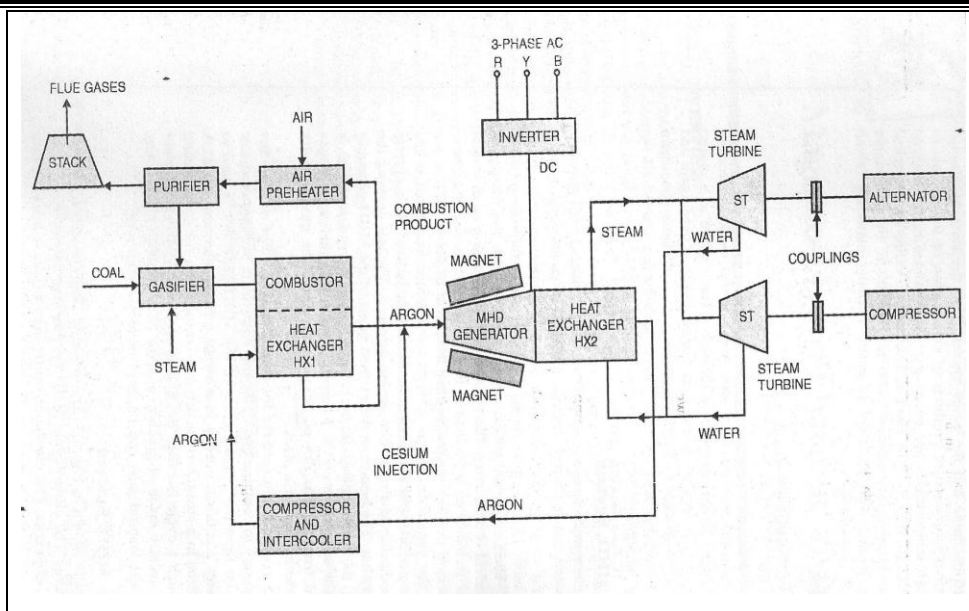 3-PHASE AC
R Y B
FLUE GASES
STACK
PURIFIER
AIR
AIR
PREHEATER
INVERTER
DC
STEAM
TURBINE
ST
ALTERNATOR
COMBUSTION
PRODUCT
STEAM
WATER
COUPLINGS
COAL
GASIFIER
STEAM
COMBUSTOR
HEAT
EXCHANGER
HX1
ARGON
MAGNET
MHD
GENERATOR
MAGNET
HEAT
EXCHANGER
HX2
ST
COMPRESSOR
STEAM
TURBINE
WATER
ARGON
CESIUM
INJECTION
COMPRESSOR
AND
INTERCOOLER
ARGON